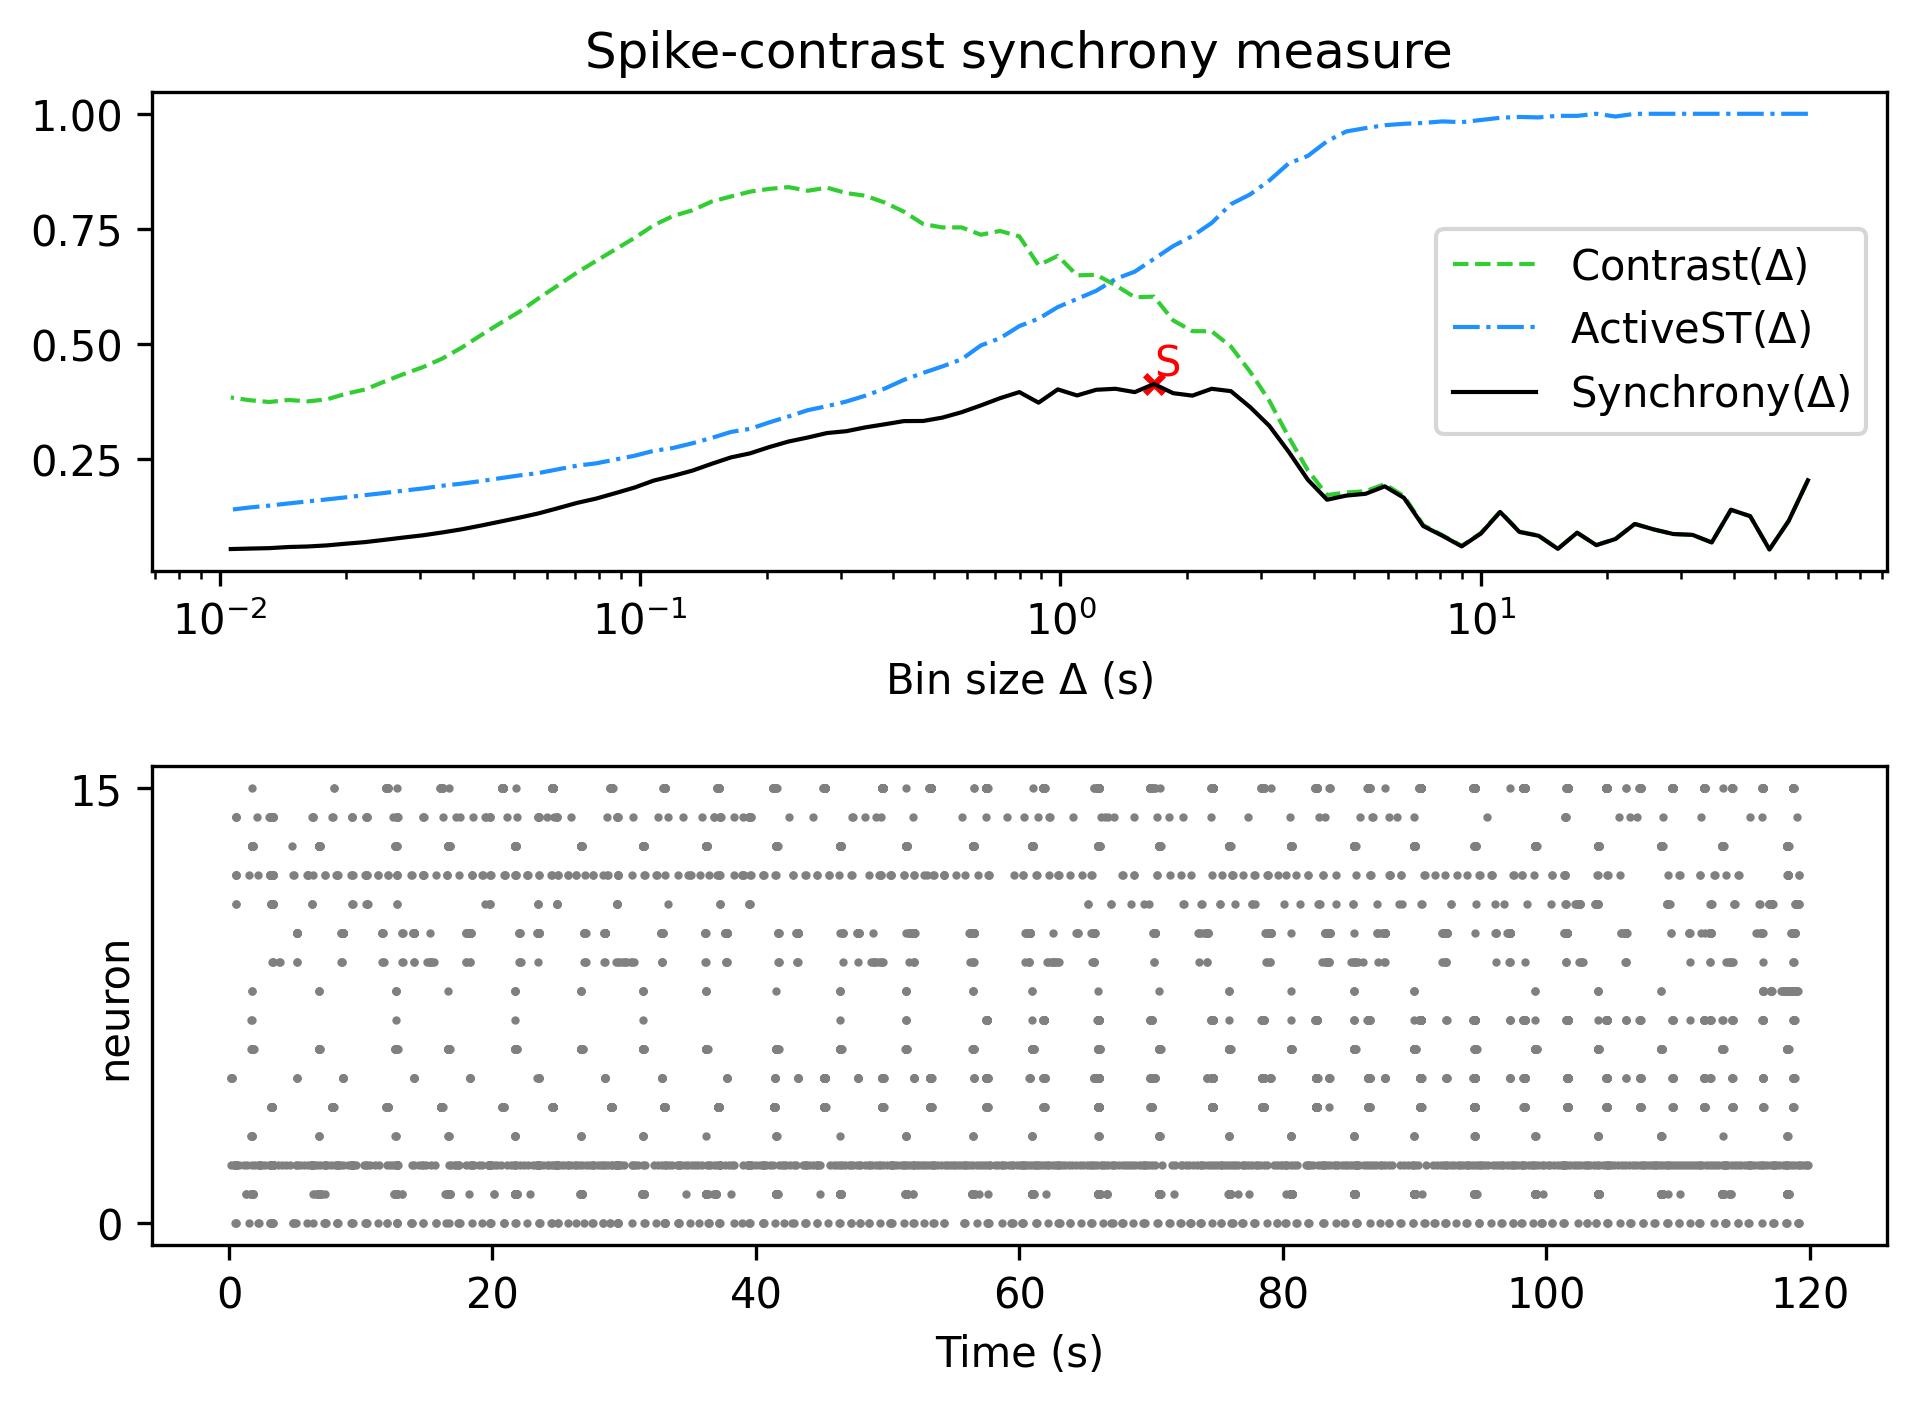 Spike-contrast synchrony measure
1.00
0.75
0.50
0.25
S
Contrast(Δ)
ActiveST(Δ)
Synchrony(Δ)
10⁻² 10⁻¹ 10⁰ 10¹
Bin size Δ (s)
15
0
neuron
0 20 40 60 80 100 120
Time (s)